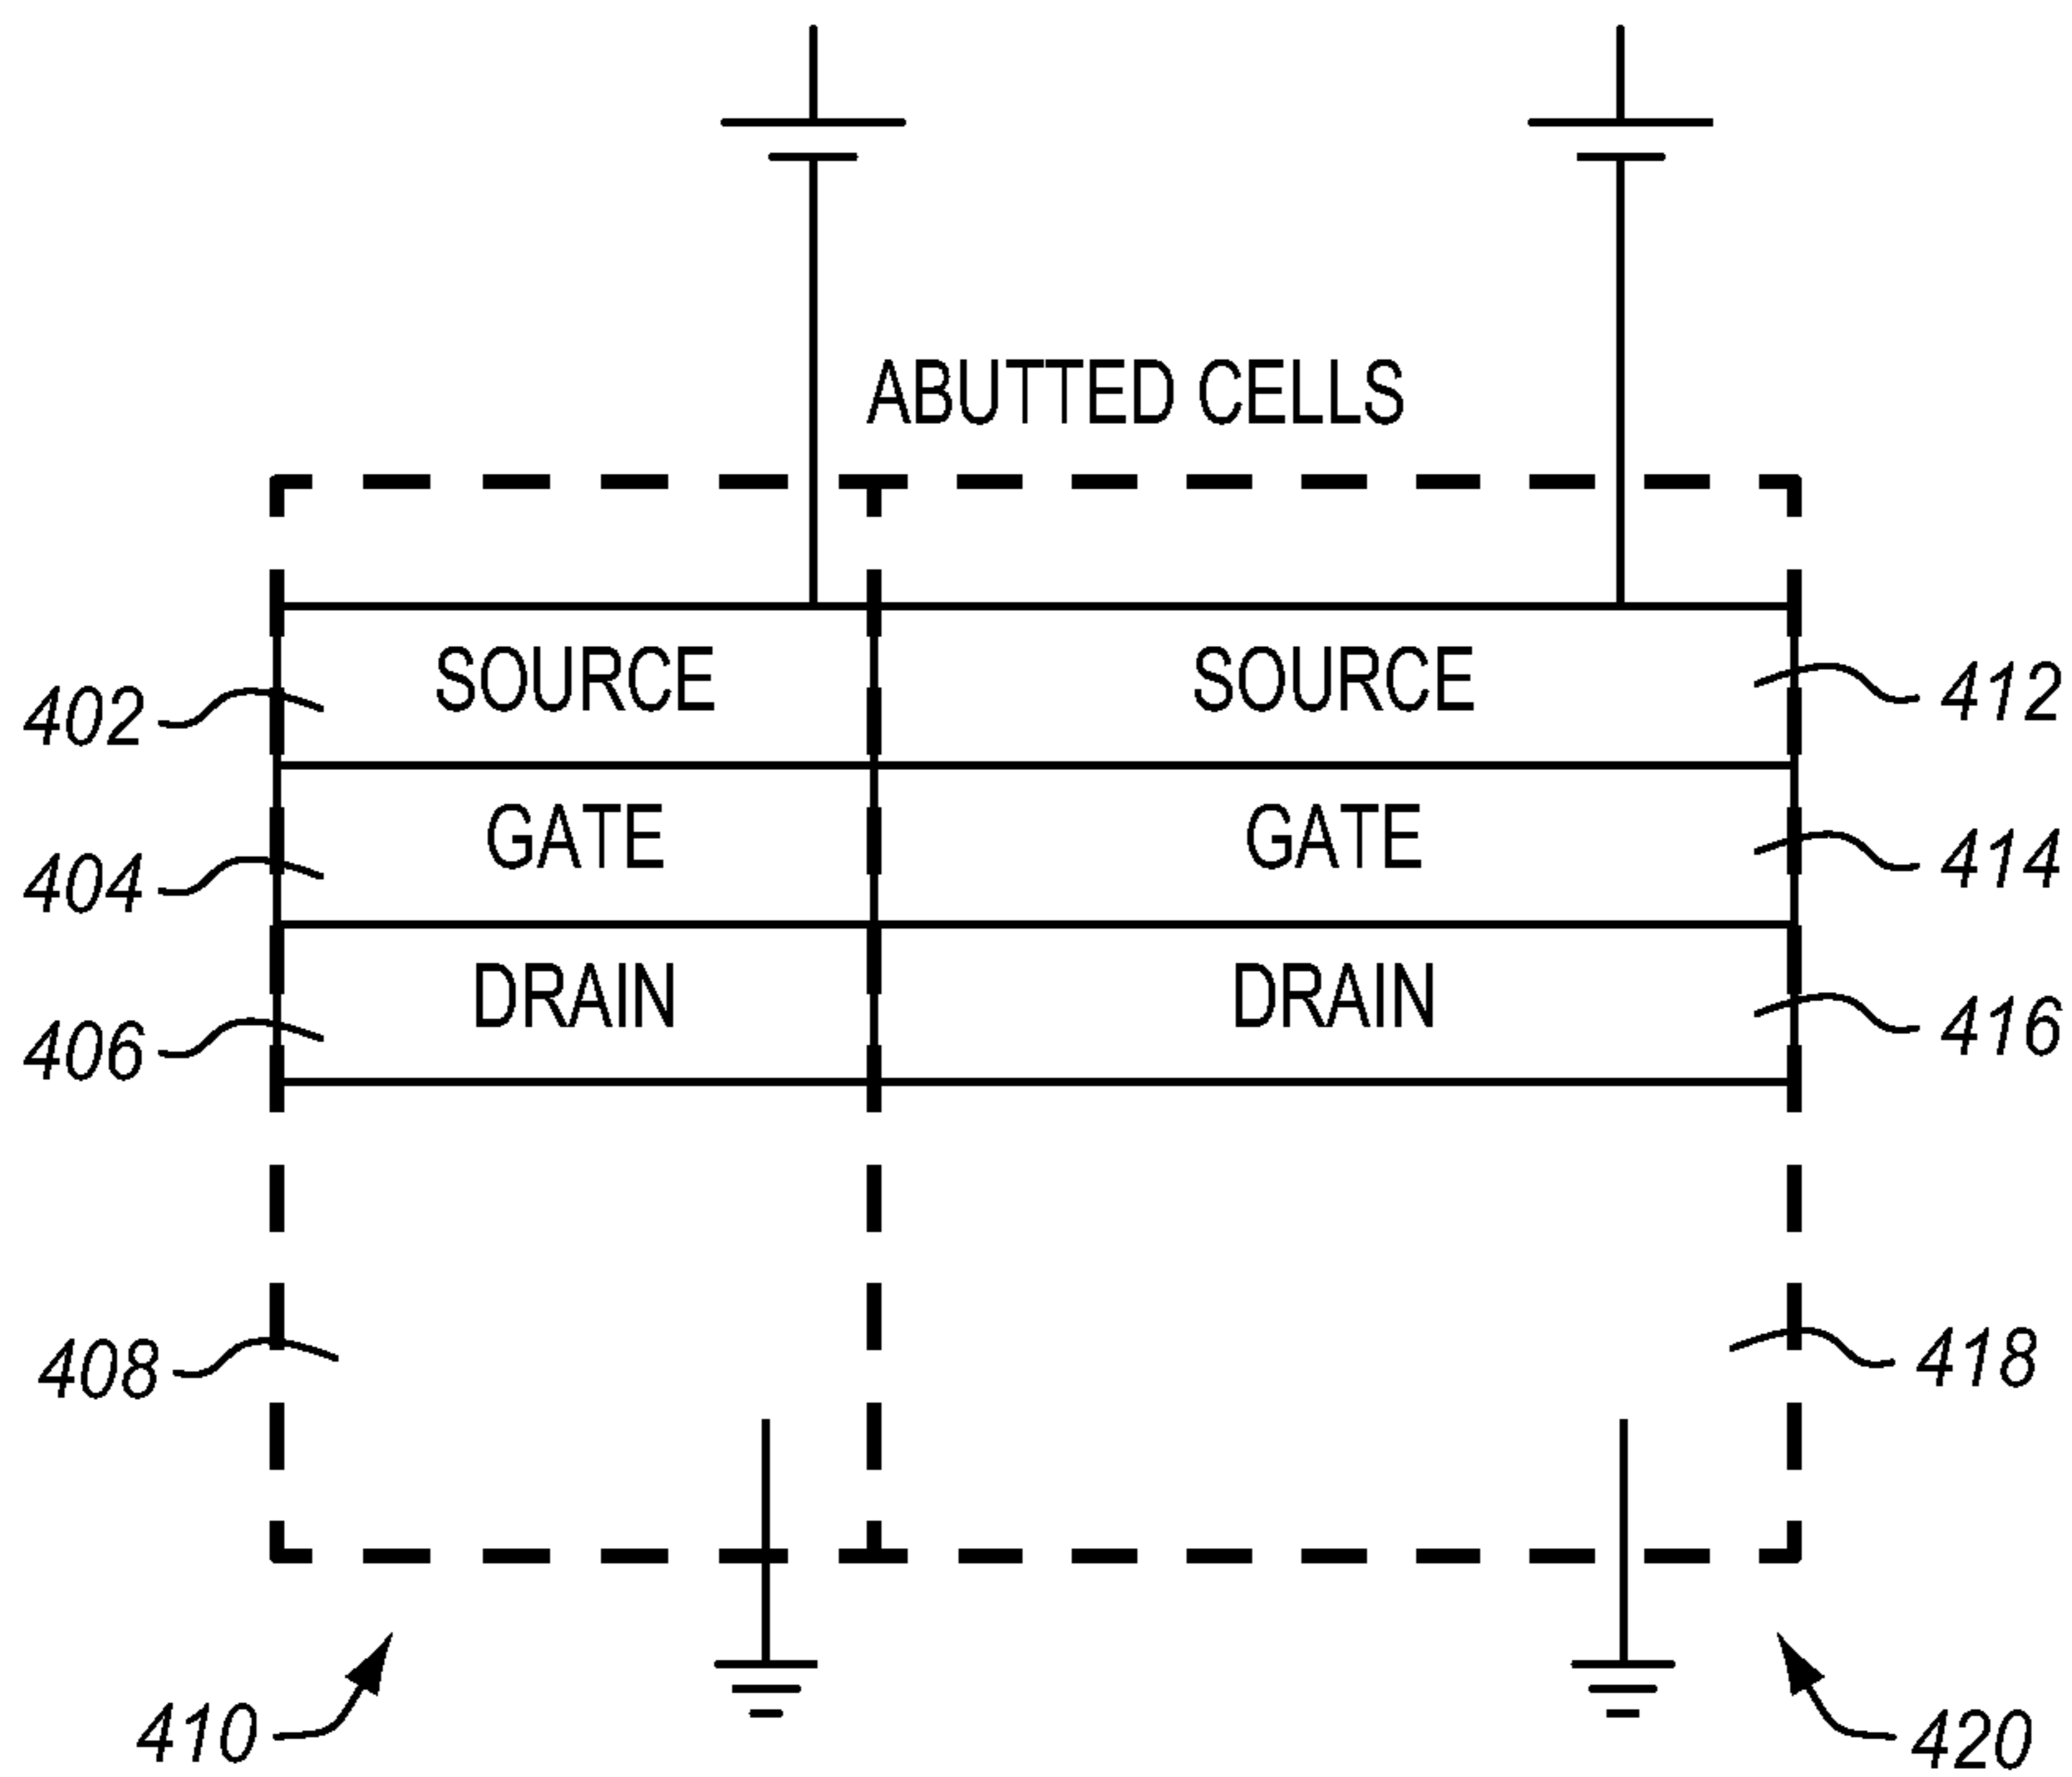 ABUTTED CELLS
SOURCE SOURCE
402 412
GATE GATE
404 414
DRAIN DRAIN
406 416
408 418
410 420